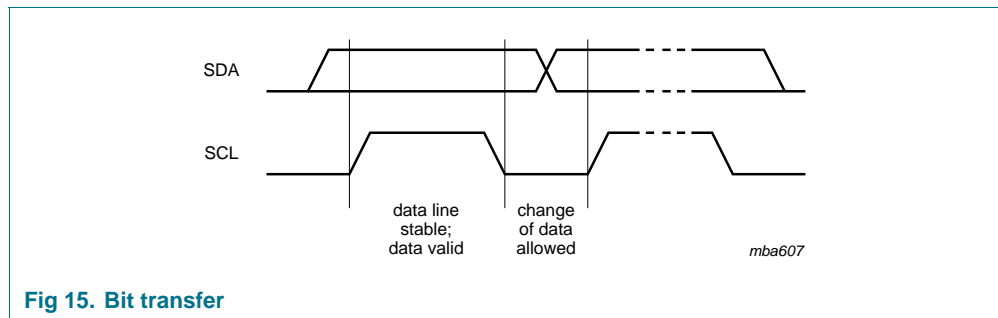 SDA
SCL
data line
stable;
data valid
change
of data
allowed
mba607
Fig 15. Bit transfer